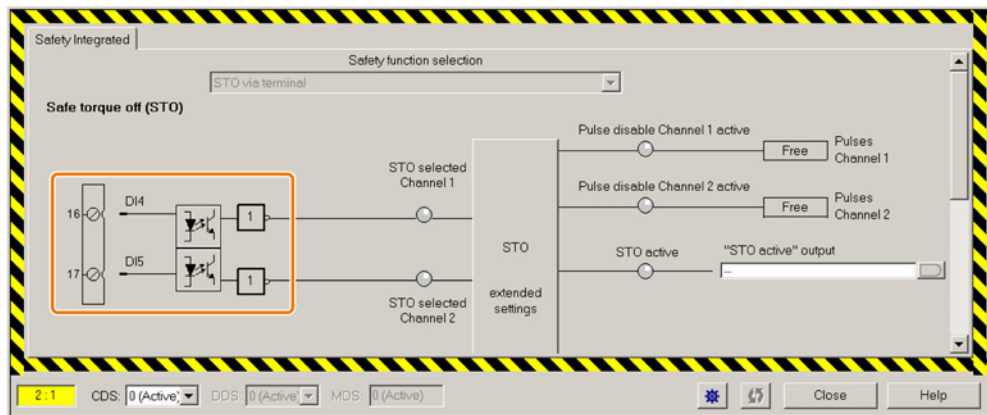 Safety Integrated
Safety function selection
STO via terminal
Safe torque off (STO)
Pulse disable Channel 1 active
Free
Pulses
Channel 1
STO selected
Channel 1
Pulse disable Channel 2 active
Free
Pulses
Channel 2
16
DI4
1
STO
STO active
"STO active" output
17
DI5
1
extended
settings
STO selected
Channel 2
2 : 1
CDS:
0 (Active)
DDS
0 (Active)
MDS:
0 (Active)
Close
Help